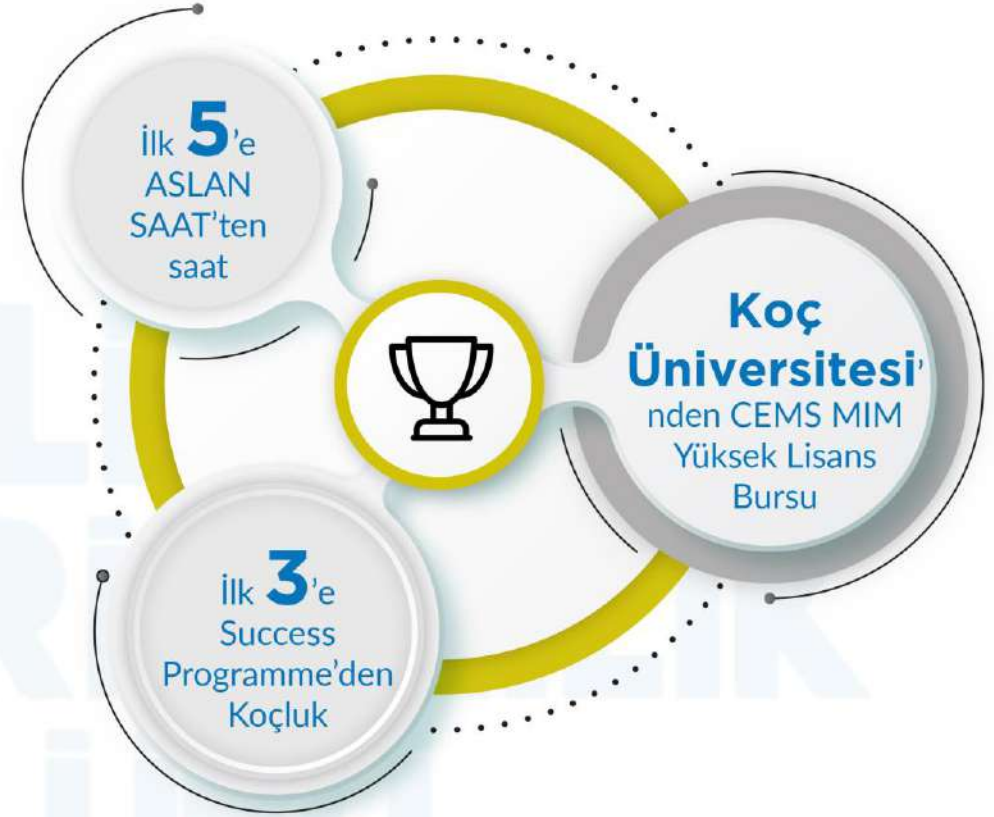 İlk 5'e
ASLAN
SAAT'ten
saat
Koç
Üniversitesi'
nden CEMS MIM
Yüksek Lisans
Bursu
İlk 3'e
Success
Programme'den
Koçluk